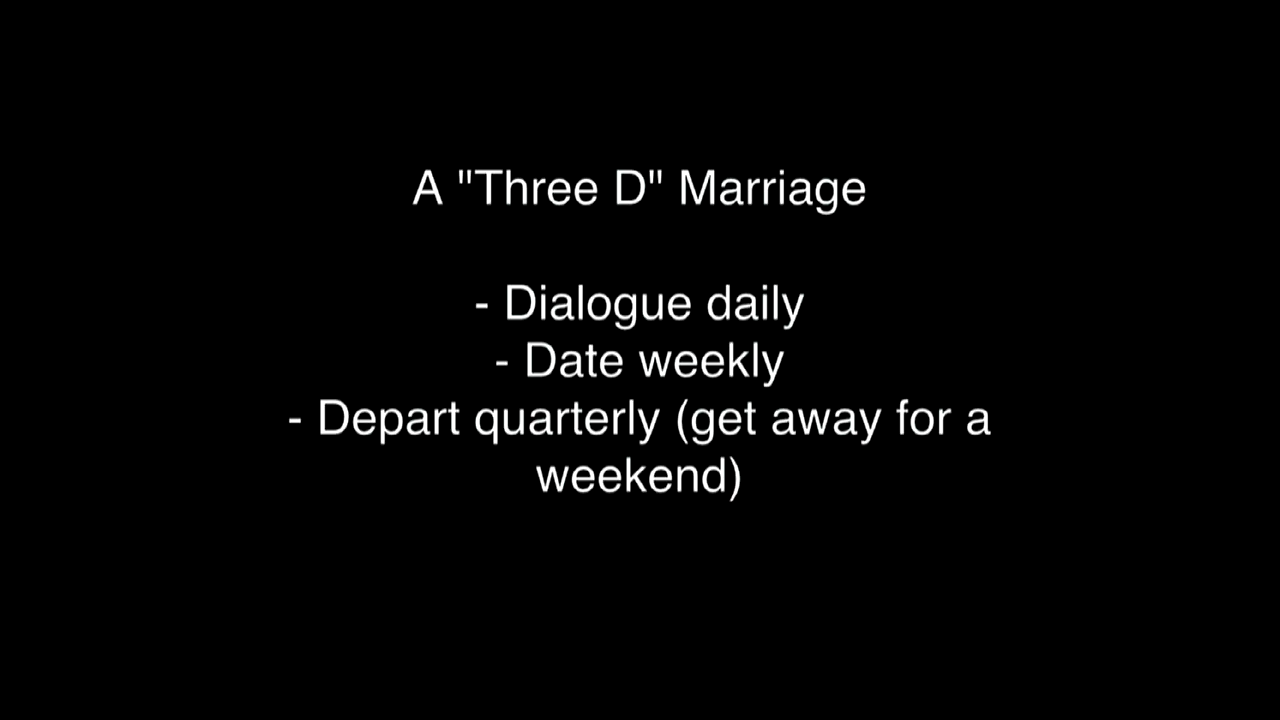 A "Three D" Marriage
- Dialogue daily
- Date weekly
- Depart quarterly (get away for a
weekend)